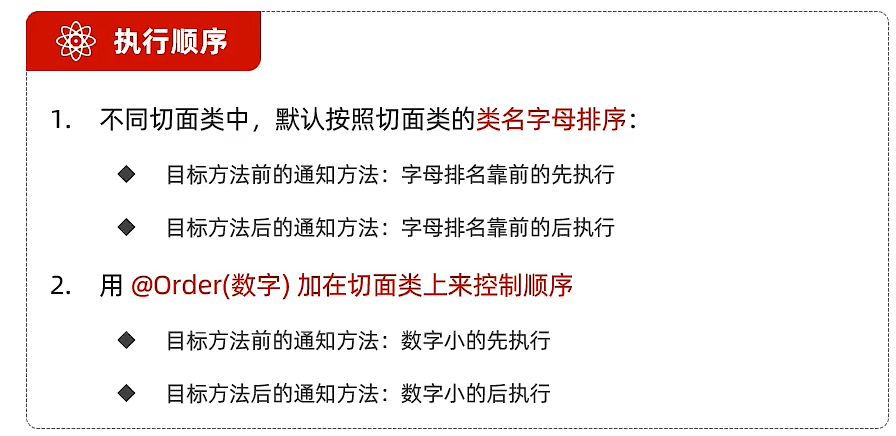 执行顺序
1. 不同切面类中，默认按照切面类的类名字母排序：
◆ 目标方法前的通知方法：字母排名靠前的先执行
◆ 目标方法后的通知方法：字母排名靠前的后执行
2. 用 @Order(数字) 加在切面类上来控制顺序
◆ 目标方法前的通知方法：数字小的先执行
◆ 目标方法后的通知方法：数字小的后执行